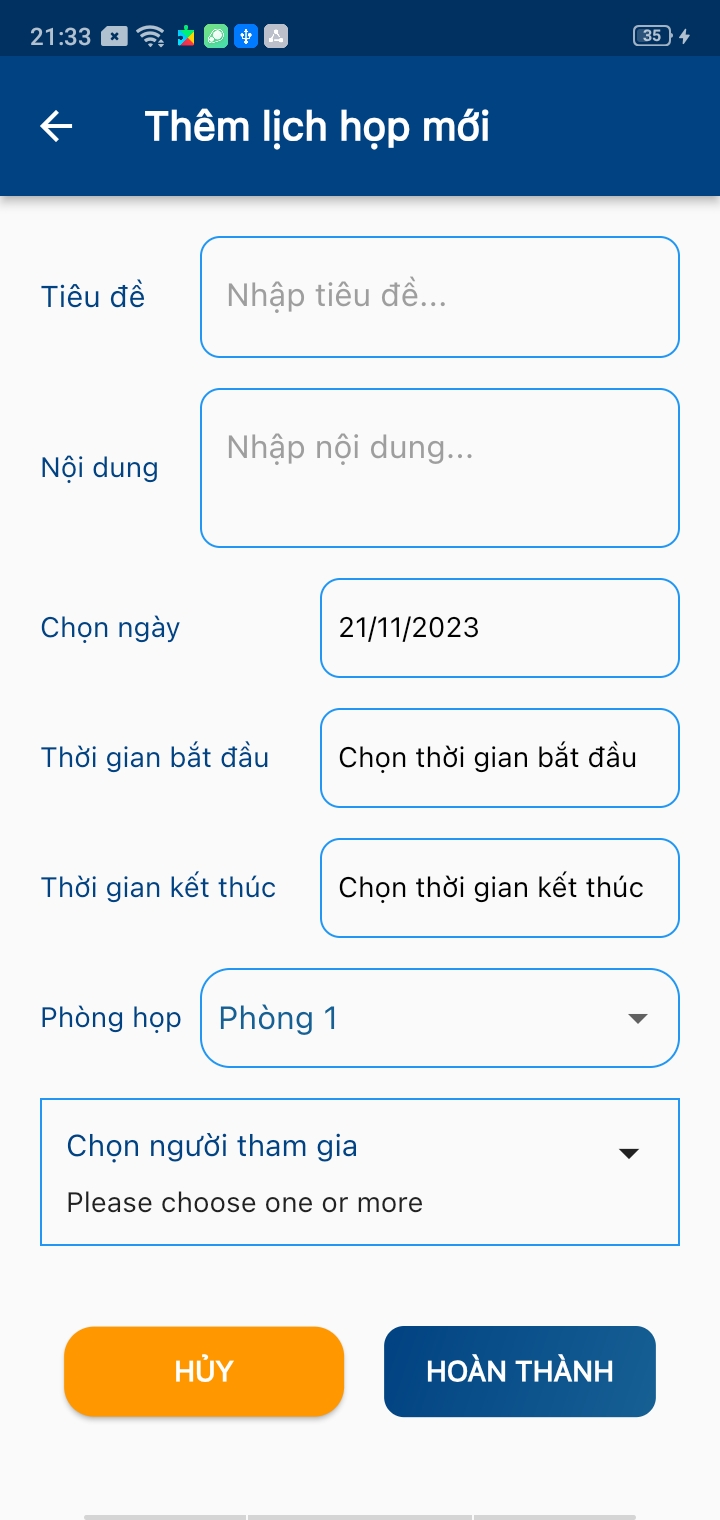 21:33
35
Thêm lịch họp mới
Tiêu đề
Nhập tiêu đề...
Nội dung
Nhập nội dung...
Chọn ngày
21/11/2023
Thời gian bắt đầu
Chọn thời gian bắt đầu
Thời gian kết thúc
Chọn thời gian kết thúc
Phòng họp
Phòng 1
Chọn người tham gia
Please choose one or more
HỦY
HOÀN THÀNH